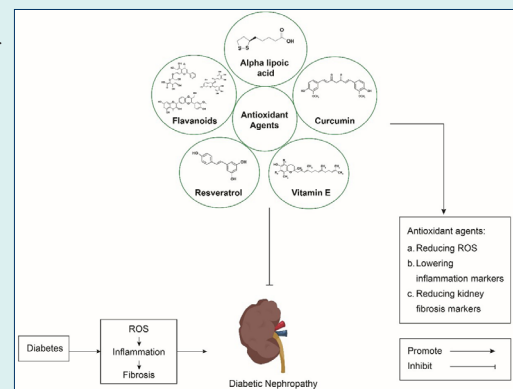 Alpha lipoic
acid
Flavanoids
Antioxidant
Agents
Curcumin
Resveratrol
Vitamin E
Antioxidant agents:
a. Reducing ROS
b. Lowering
inflammation markers
c. Reducing kidney
fibrosis markers
Diabetes
ROS
Inflammation
Fibrosis
Diabetic Nephropathy
Promote
Inhibit